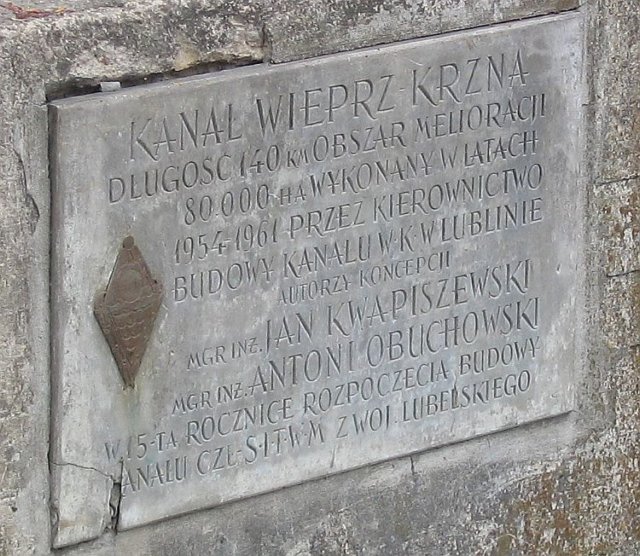 KANAŁ WIEPRZ-KRZNA
DŁUGOŚĆ 140 KM OBSZAR MELIORACJI
80.000 HA WYKONANY W LATACH
1954-1961 PRZEZ KIEROWNICTWO
BUDOWY KANAŁU W·K·W LUBLINIE
AUTORZY KONCEPCJI
MGR INŻ. JAN KWAPISZEWSKI
MGR INŻ. ANTONI OBUCHOWSKI
W 15-TĄ ROCZNICĘ ROZPOCZĘCIA BUDOWY
KANAŁU CZŁ·S·I·T·W·M Z WOJ. LUBELSKIEGO